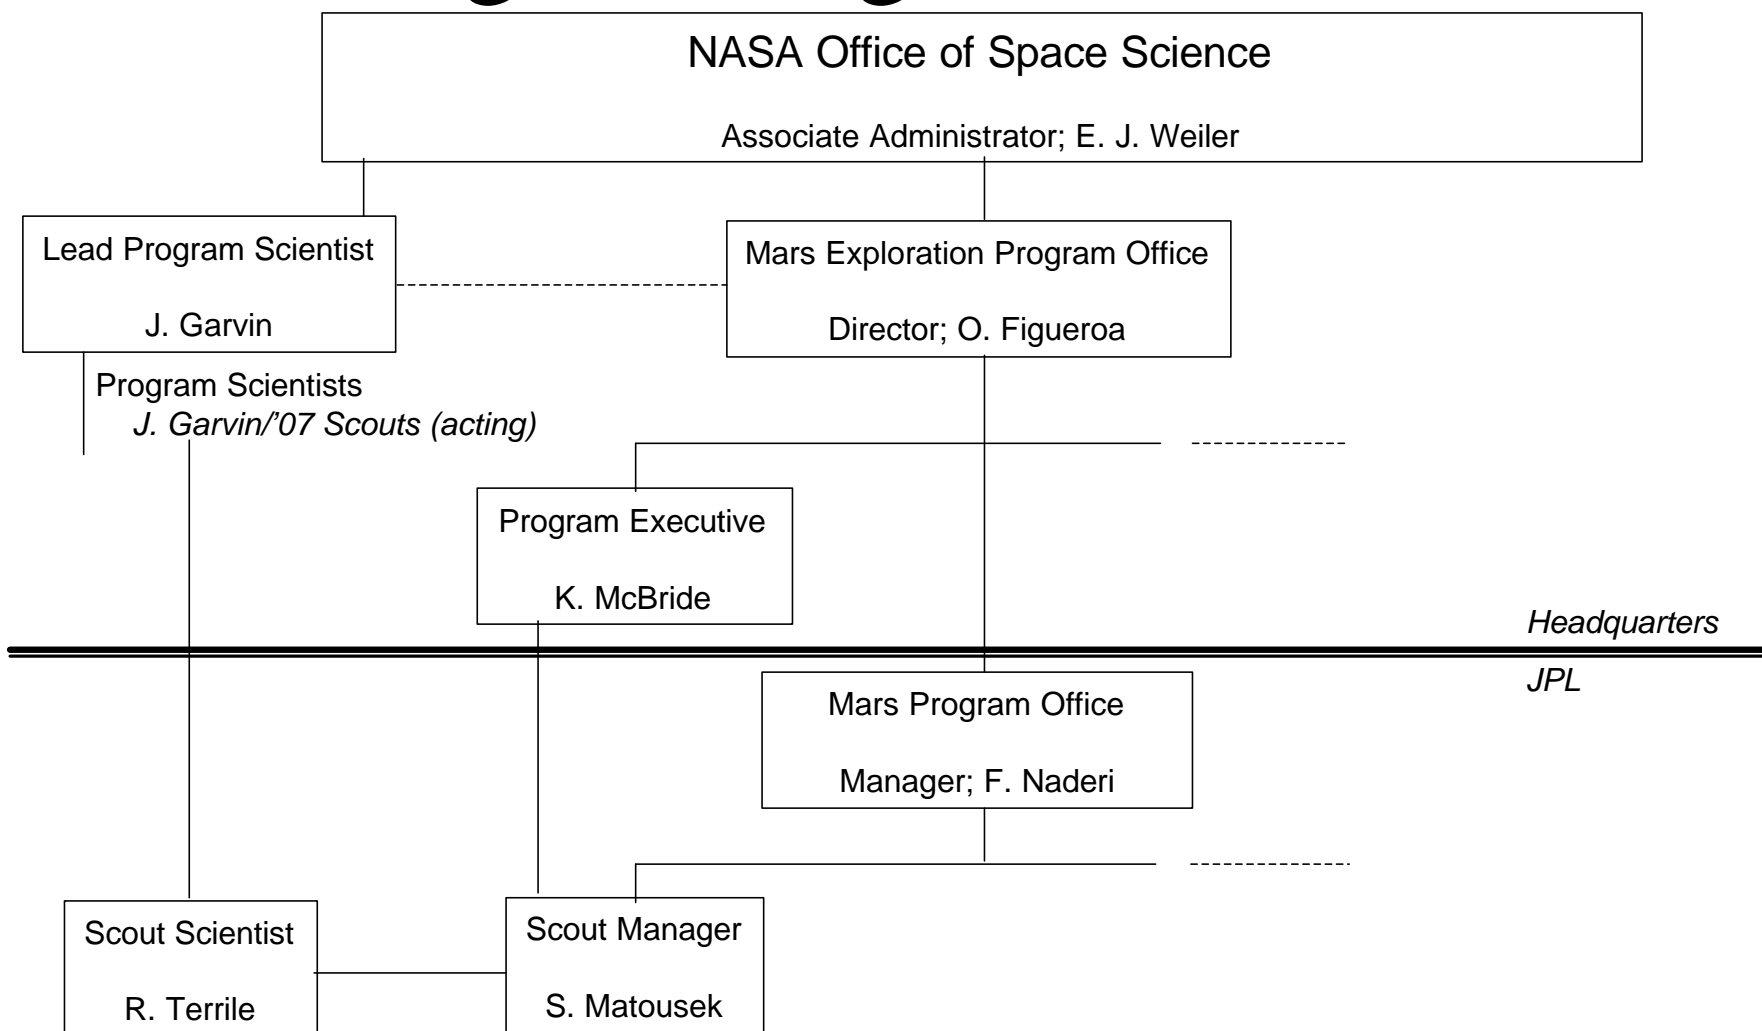 NASA Office of Space Science
Associate Administrator; E. J. Weiler
Lead Program Scientist
J. Garvin
Mars Exploration Program Office
Director; O. Figueroa
Program Scientists
J. Garvin/'07 Scouts (acting)
Program Executive
K. McBride
Headquarters
JPL
Mars Program Office
Manager; F. Naderi
Scout Scientist
R. Terrile
Scout Manager
S. Matousek